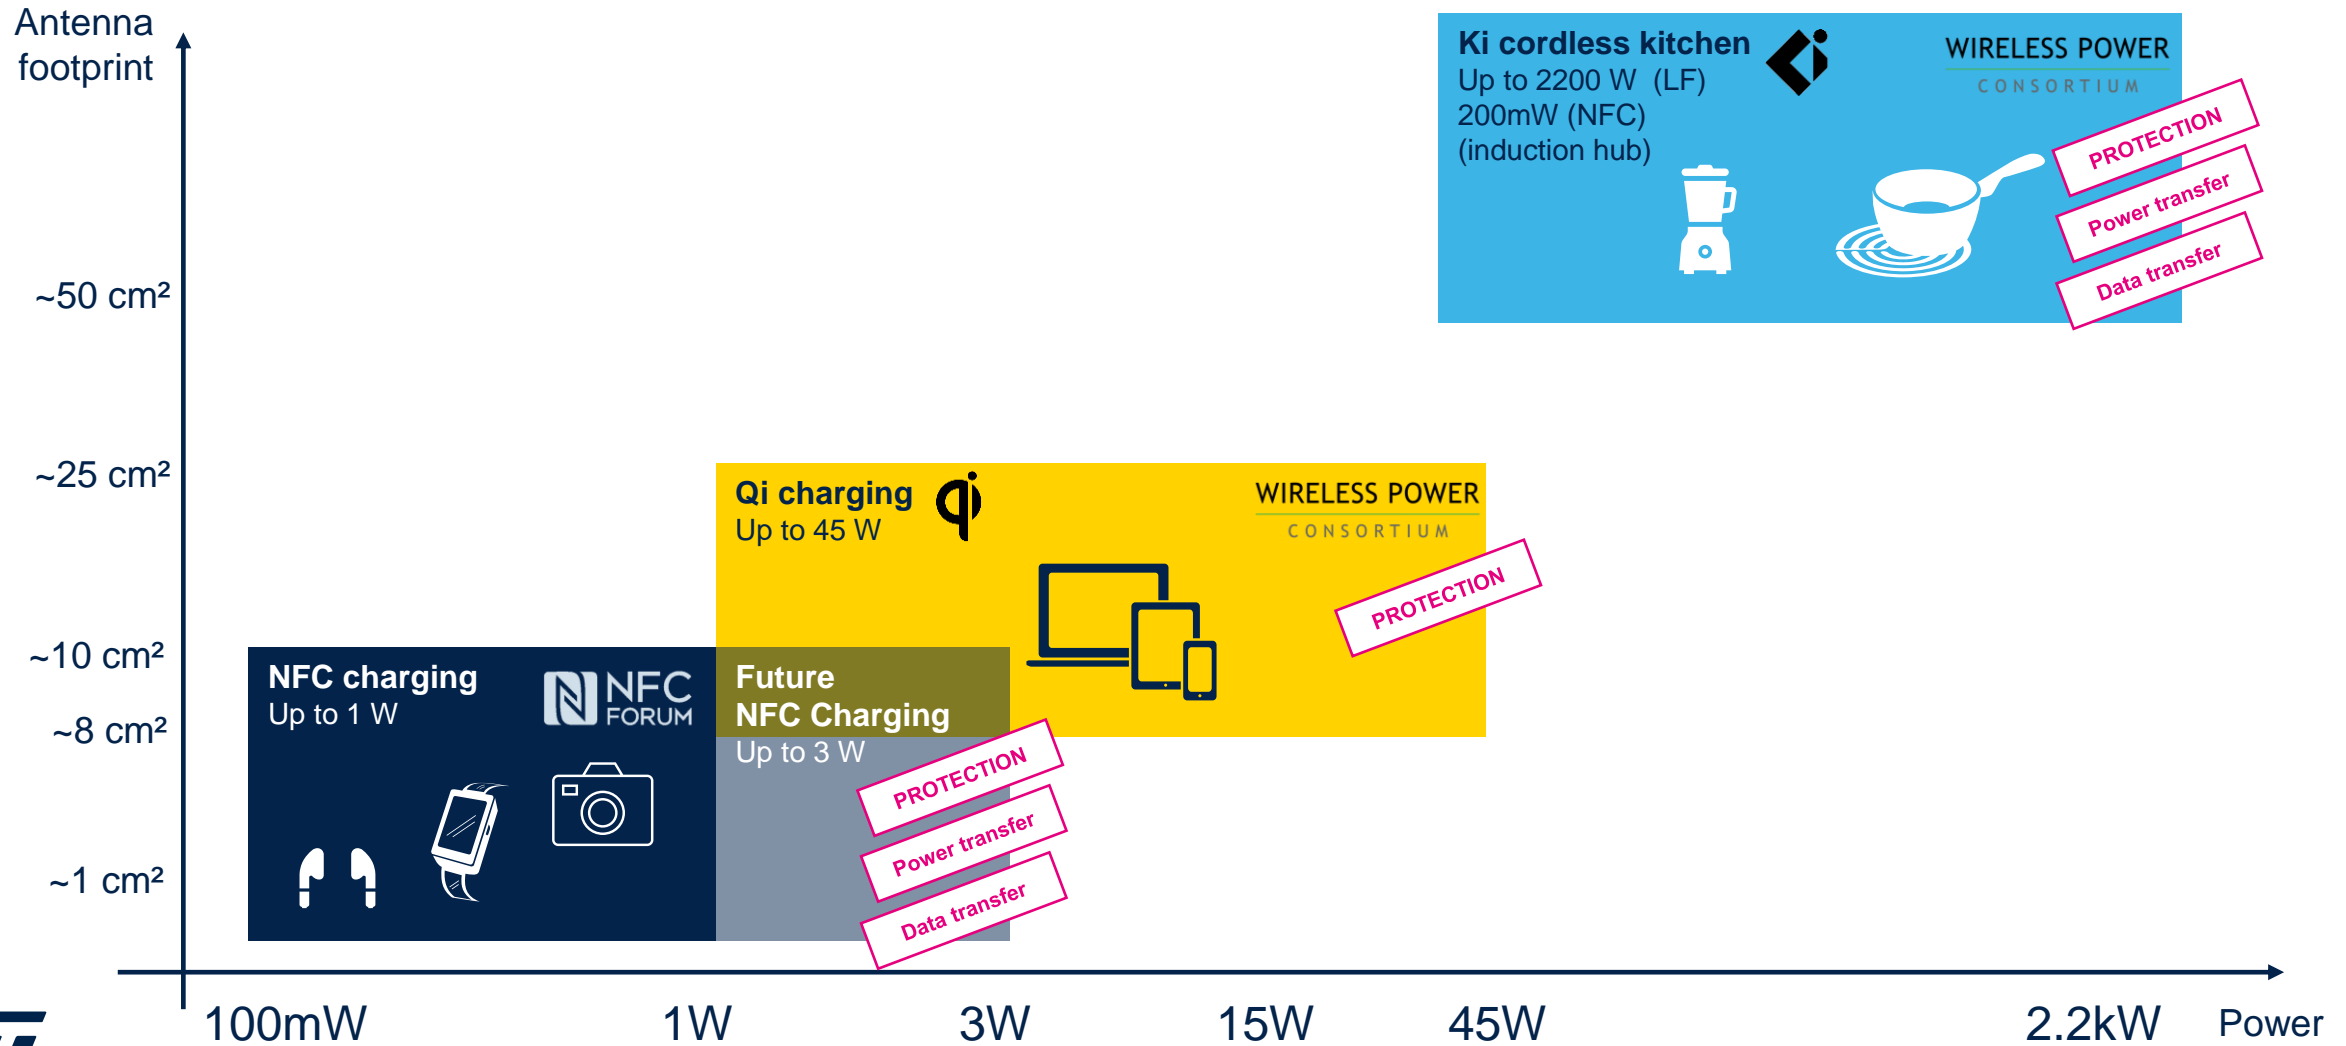 Antenna
footprint
~50 cm²
~25 cm²
~10 cm²
~8 cm²
~1 cm²
Ki cordless kitchen
Up to 2200 W (LF)
200mW (NFC)
(induction hub)
WIRELESS POWER
CONSORTIUM
PROTECTION
Power transfer
Data transfer
Qi charging
Up to 45 W
qi
WIRELESS POWER
CONSORTIUM
PROTECTION
NFC charging
Up to 1 W
N NFC
FORUM
Future
NFC Charging
Up to 3 W
PROTECTION
Power transfer
Data transfer
100mW
1W
3W
15W
45W
2.2kW
Power